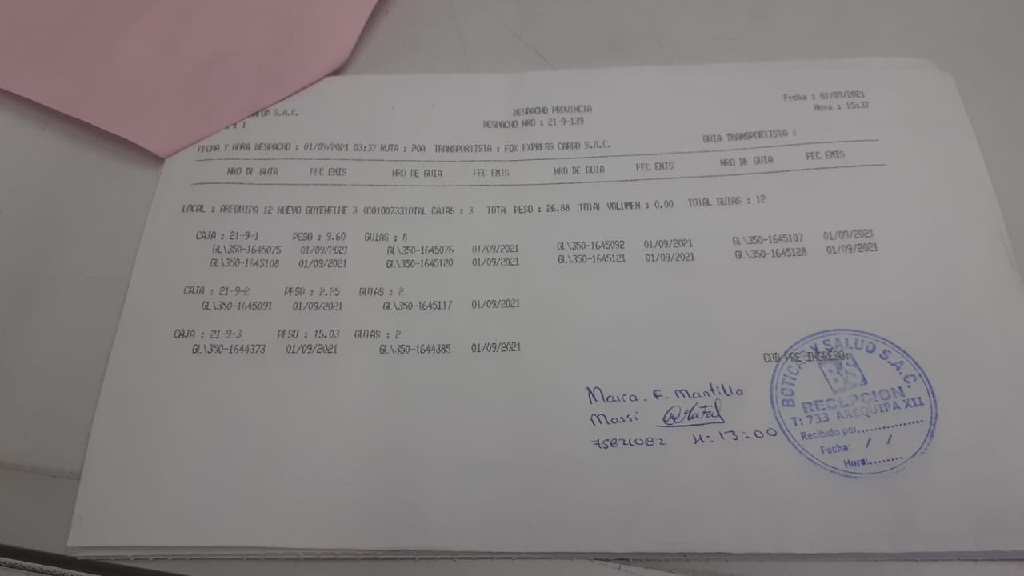 S.A.C.
DESPACHO PROVINCIA
Fecha : 01/09/2021
DESPACHO NRO : 21-9-139
Hora : 15:37
FECHA Y HORA DESPACHO : 01/09/2021 03:37 RUTA : 20A TRANSPORTISTA : FOX EXPRESS CARGO S.A.C. GUIA TRANSPORTISTA :
NRO DE GUIA FEC EMIS NRO DE GUIA FEC EMIS NRO DE GUIA FEC EMIS NRO DE GUIA FEC EMIS
LOCAL : AREQUIPA 12 NUEVO GOYENECHE 3 TOTAL CAJAS : 3 TOTAL PESO : 26.88 TOTAL VOLUMEN : 0.00 TOTAL GUIAS : 12
CAJA : 21-9-1 PESO : 9.60 GUIAS :
GL\350-1645075 01/09/2021 GL\350-1645076 01/09/2021 GL\350-1645092 01/09/2021 GL\350-1645107 01/09/2021
GL\350-1645108 01/09/2021 GL\350-1645120 01/09/2021 GL\350-1645121 01/09/2021 GL\350-1645128 01/09/2021
CAJA : 21-9-2 PESO : 2.25 GUIAS : 2
GL\350-1645091 01/09/2021 GL\350-1645117 01/09/2021
CAJA : 21-9-3 PESO : 15.03 GUIAS : 2
GL\350-1644373 01/09/2021 GL\350-1644385 01/09/2021
COD PRE INGRESO:
BOTICA Y SALUD S.A.C.
RECEPCION
T: 733 AREQUIPA XII
Recibido por
Fecha: / /
Hora:
F. Mantilla
Massi
H: 13:00